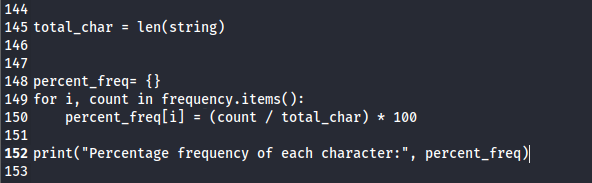 144
145 total_char = len(string)
146
147
148 percent_freq= {}
149 for i, count in frequency.items():
150     percent_freq[i] = (count / total_char) * 100
151
152 print("Percentage frequency of each character:", percent_freq)
153